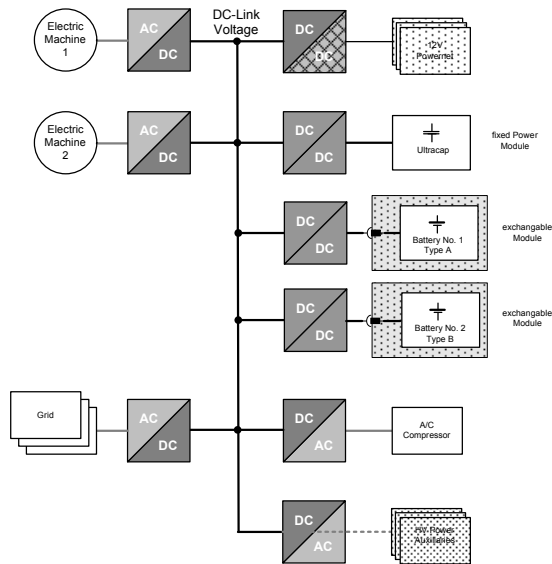 Electric
Machine
1
AC
DC
DC-Link
Voltage
DC
DC
12V
Powernet
Electric
Machine
2
AC
DC
DC
DC
Ultracap
fixed Power
Module
DC
DC
Battery No. 1
Type A
exchangable
Module
DC
DC
Battery No. 2
Type B
exchangable
Module
Grid
AC
DC
DC
AC
A/C
Compressor
DC
AC
Power
Auxiliaries